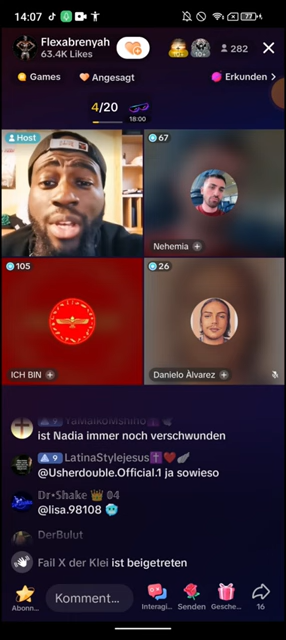 14:07
77
Flexabrenyah
63.4K Likes
282
Games
Angesagt
Erkunden
4/20
18:00
Host
67
Nehemia
105
26
ICH BIN
Danielo Àlvarez
ist Nadia immer noch verschwunden
9 LatinaStylejesus
@Usherdouble.Official.1 ja sowieso
Dr•Shake 04
@lisa.98108
DerBulut
Fail X der Klei ist beigetreten
Abonn...
Komment...
Interagi...
Senden
Gesche...
16